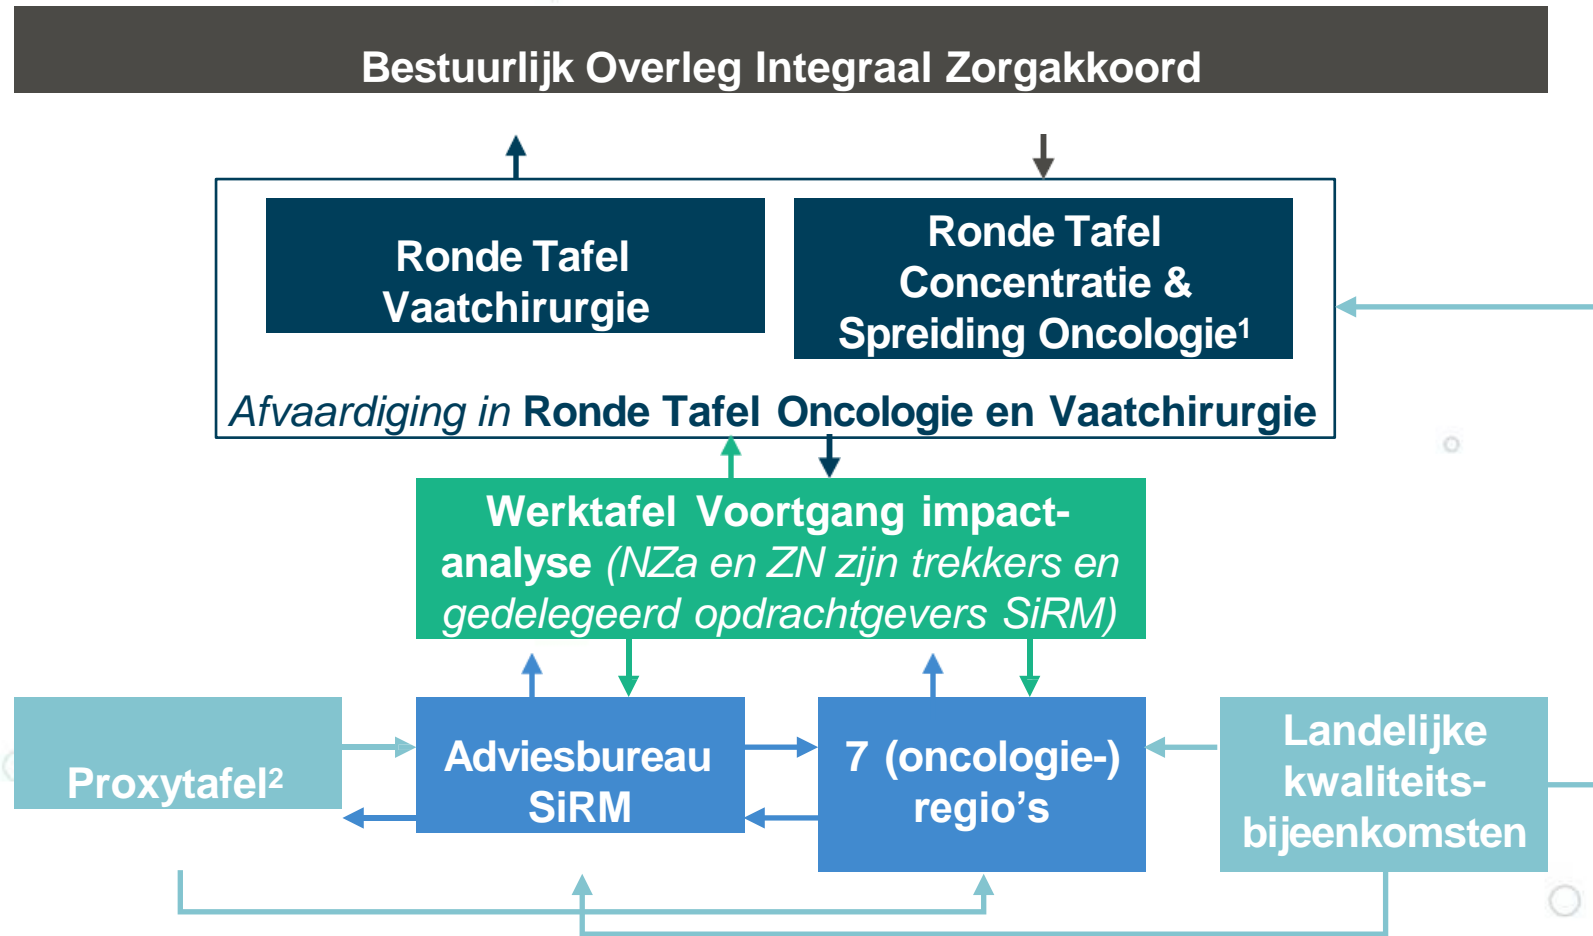 Bestuurlijk Overleg Integraal Zorgakkoord
Ronde Tafel
Vaatchirurgie
Ronde Tafel
Concentratie &
Spreiding Oncologie1
Afvaardiging in Ronde Tafel Oncologie en Vaatchirurgie
Werktafel Voortgang impact-
analyse (NZa en ZN zijn trekkers en
gedelegeerd opdrachtgevers SiRM)
Proxytafel2
Adviesbureau
SiRM
7 (oncologie-)
regio's
Landelijke
kwaliteits-
bijeenkomsten